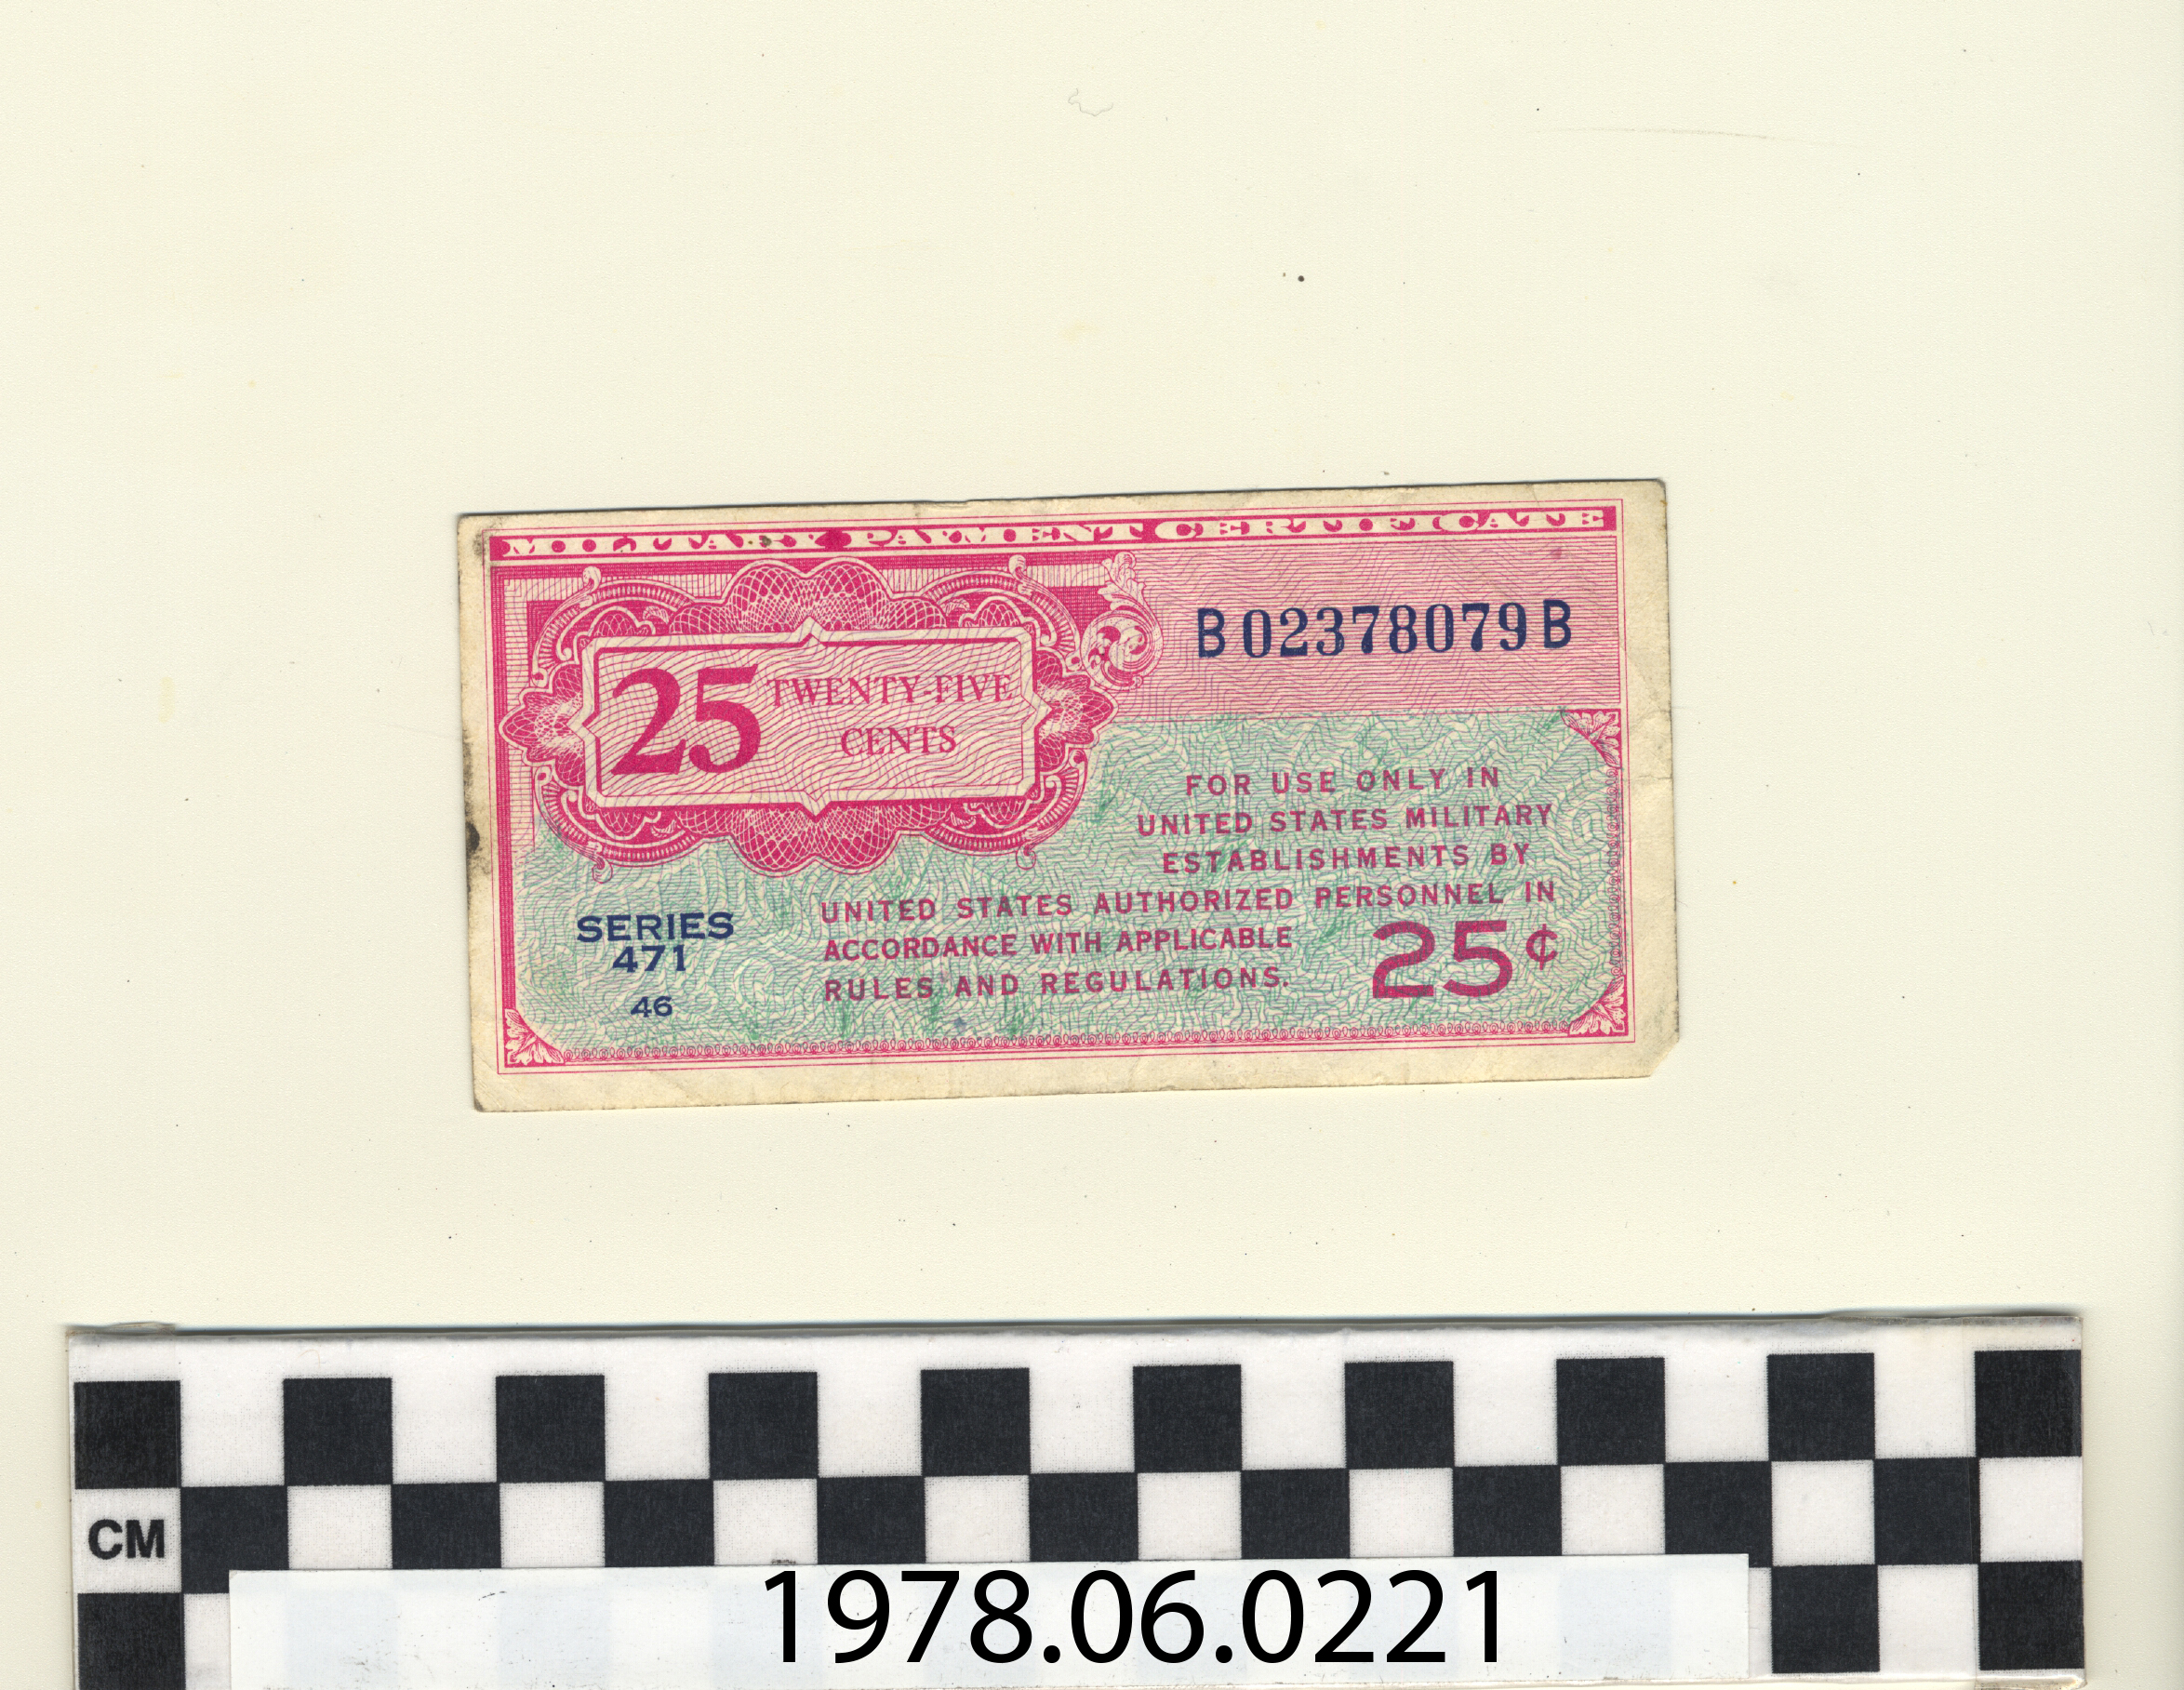 MILITARY PAYMENT CERTIFICATE
B02378079B
25 TWENTY-FIVE
CENTS
FOR USE ONLY IN
UNITED STATES MILITARY
ESTABLISHMENTS BY
UNITED STATES AUTHORIZED PERSONNEL IN
ACCORDANCE WITH APPLICABLE
RULES AND REGULATIONS.
25¢
SERIES
471
46
CM
1978.06.0221